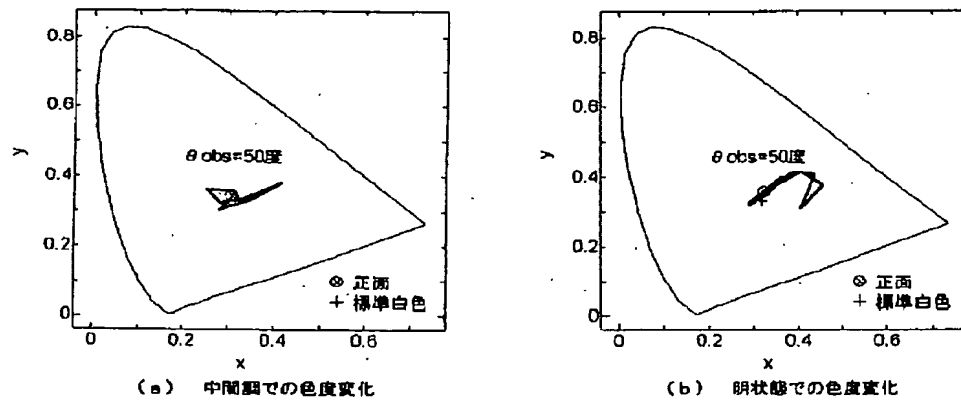 0.8
0.6
y
0.4
0.2
0
θ obs=50度
⊗ 正面
+ 標準白色
0 0.2 0.4 0.6
x
(a) 中間調での色度変化
0.8
0.6
y
0.4
0.2
0
θ obs=50度
⊗ 正面
+ 標準白色
0 0.2 0.4 0.6
x
(b) 明状態での色度変化